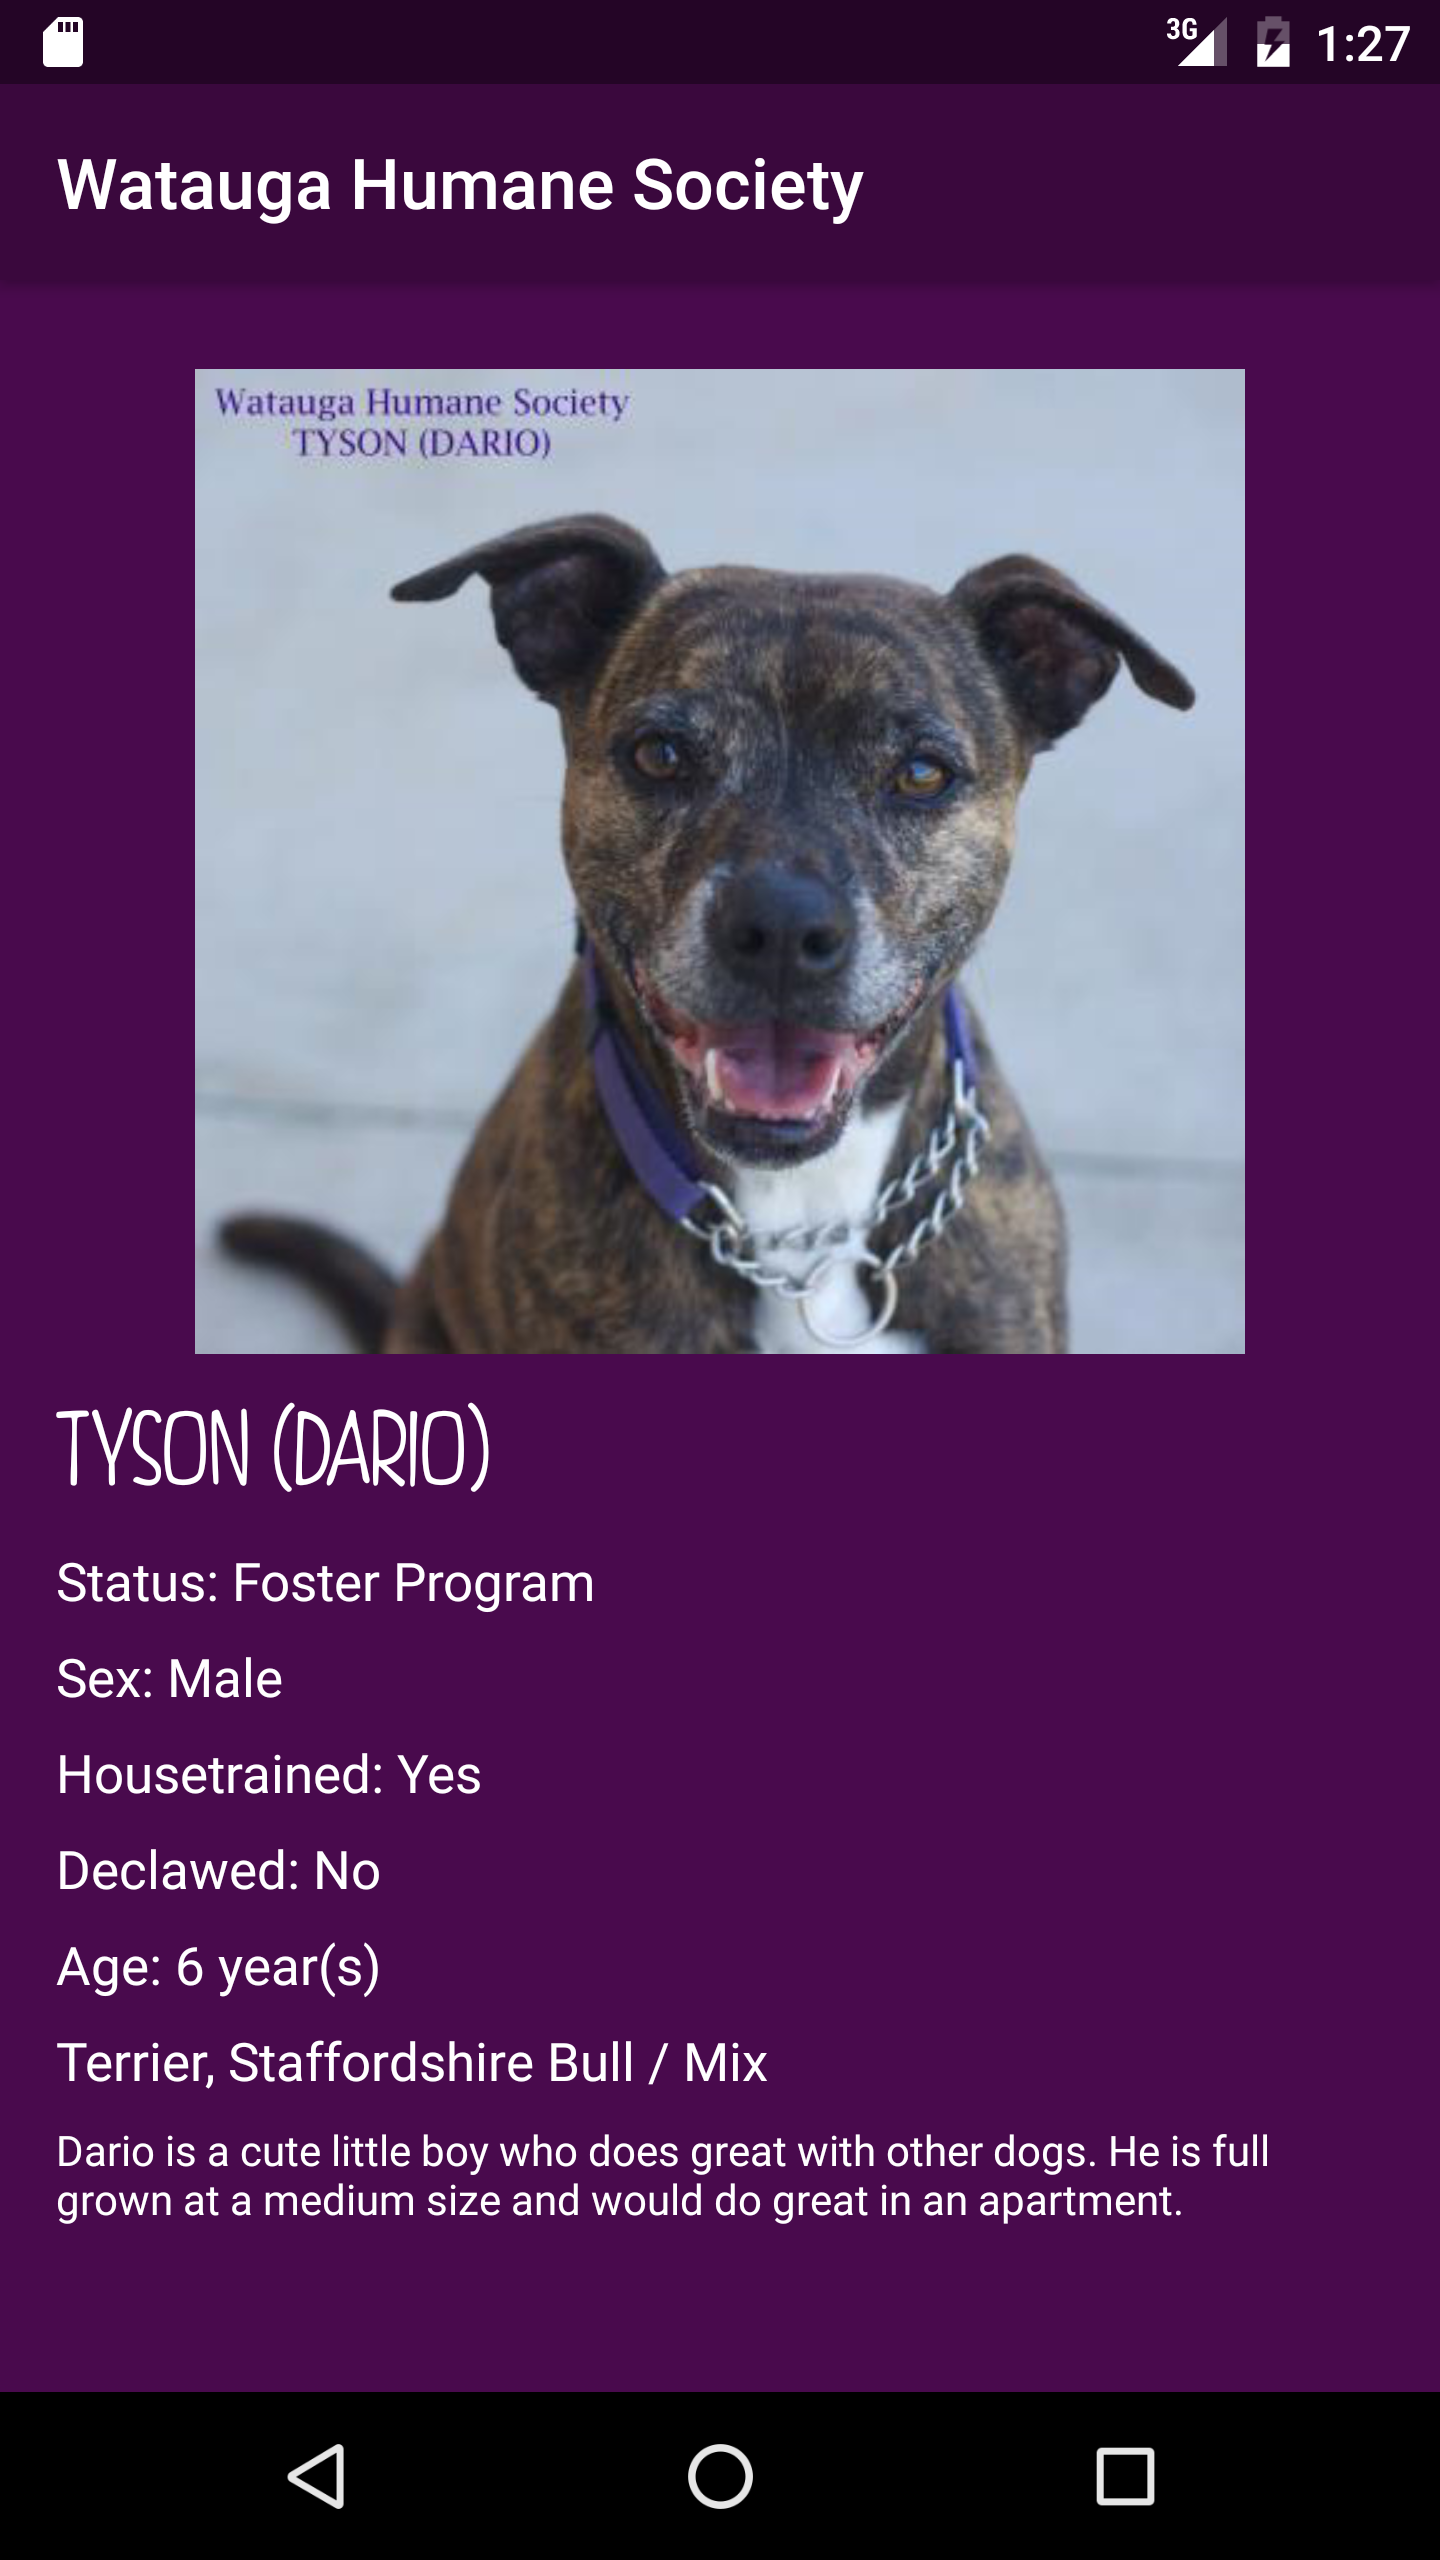 3G 1:27
Watauga Humane Society
Watauga Humane Society
TYSON (DARIO)
TYSON (DARIO)
Status: Foster Program
Sex: Male
Housetrained: Yes
Declawed: No
Age: 6 year(s)
Terrier, Staffordshire Bull / Mix
Dario is a cute little boy who does great with other dogs. He is full
grown at a medium size and would do great in an apartment.